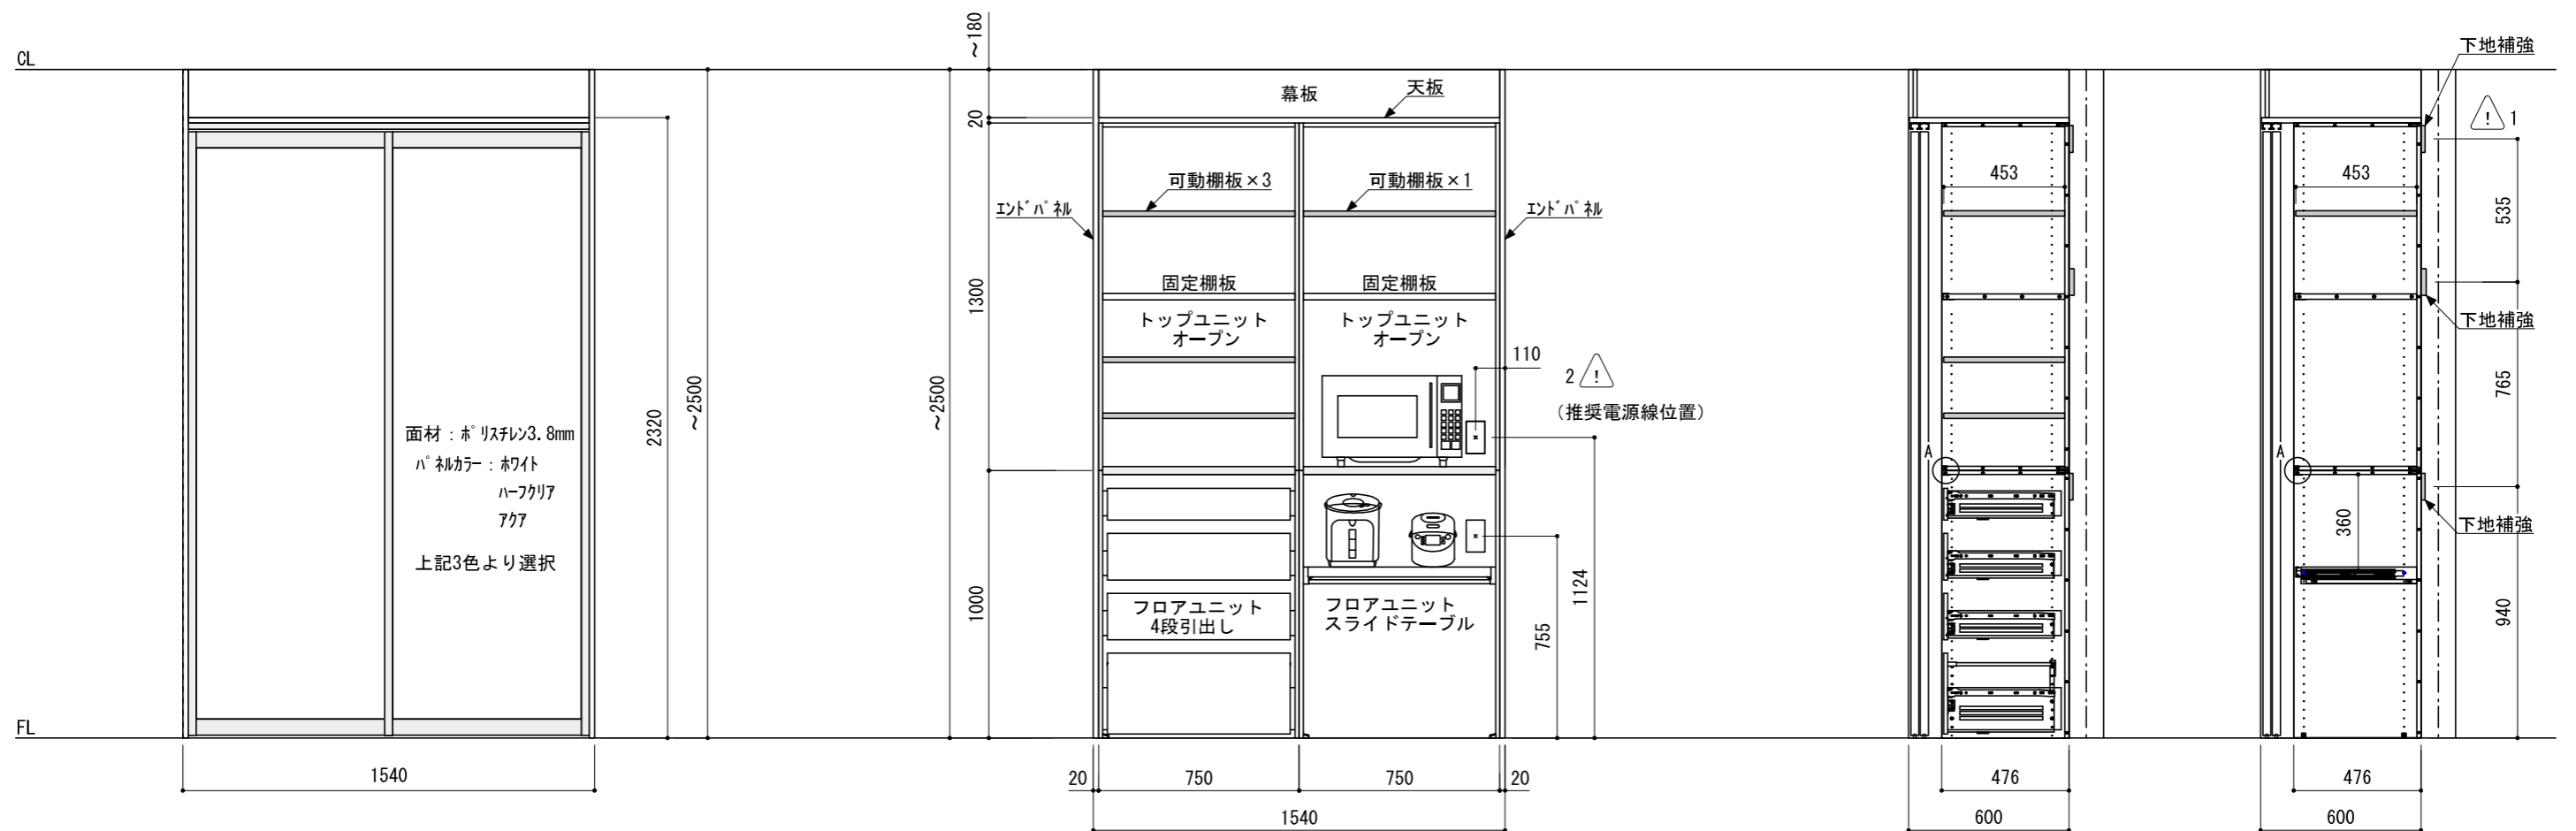 CL
FL
1540
2320
~2500
面材：ﾎﾟﾘｽﾁﾚﾝ3.8mm
ﾊﾟﾈﾙｶﾗｰ：ﾎﾜｲﾄ
ﾊｰﾌｸﾘｱ
ｱｸｱ
上記3色より選択
~2500
~180
20
1300
1000
幕板
天板
可動棚板×3
可動棚板×1
ｴﾝﾄﾞﾊﾟﾈﾙ
ｴﾝﾄﾞﾊﾟﾈﾙ
固定棚板
固定棚板
トップユニット
オープン
トップユニット
オープン
110
2 !
(推奨電源線位置)
フロアユニット
4段引出し
フロアユニット
スライドテーブル
755
1124
20
750
750
20
1540
453
A
476
600
下地補強
! 1
453
535
下地補強
765
A
360
下地補強
940
476
600